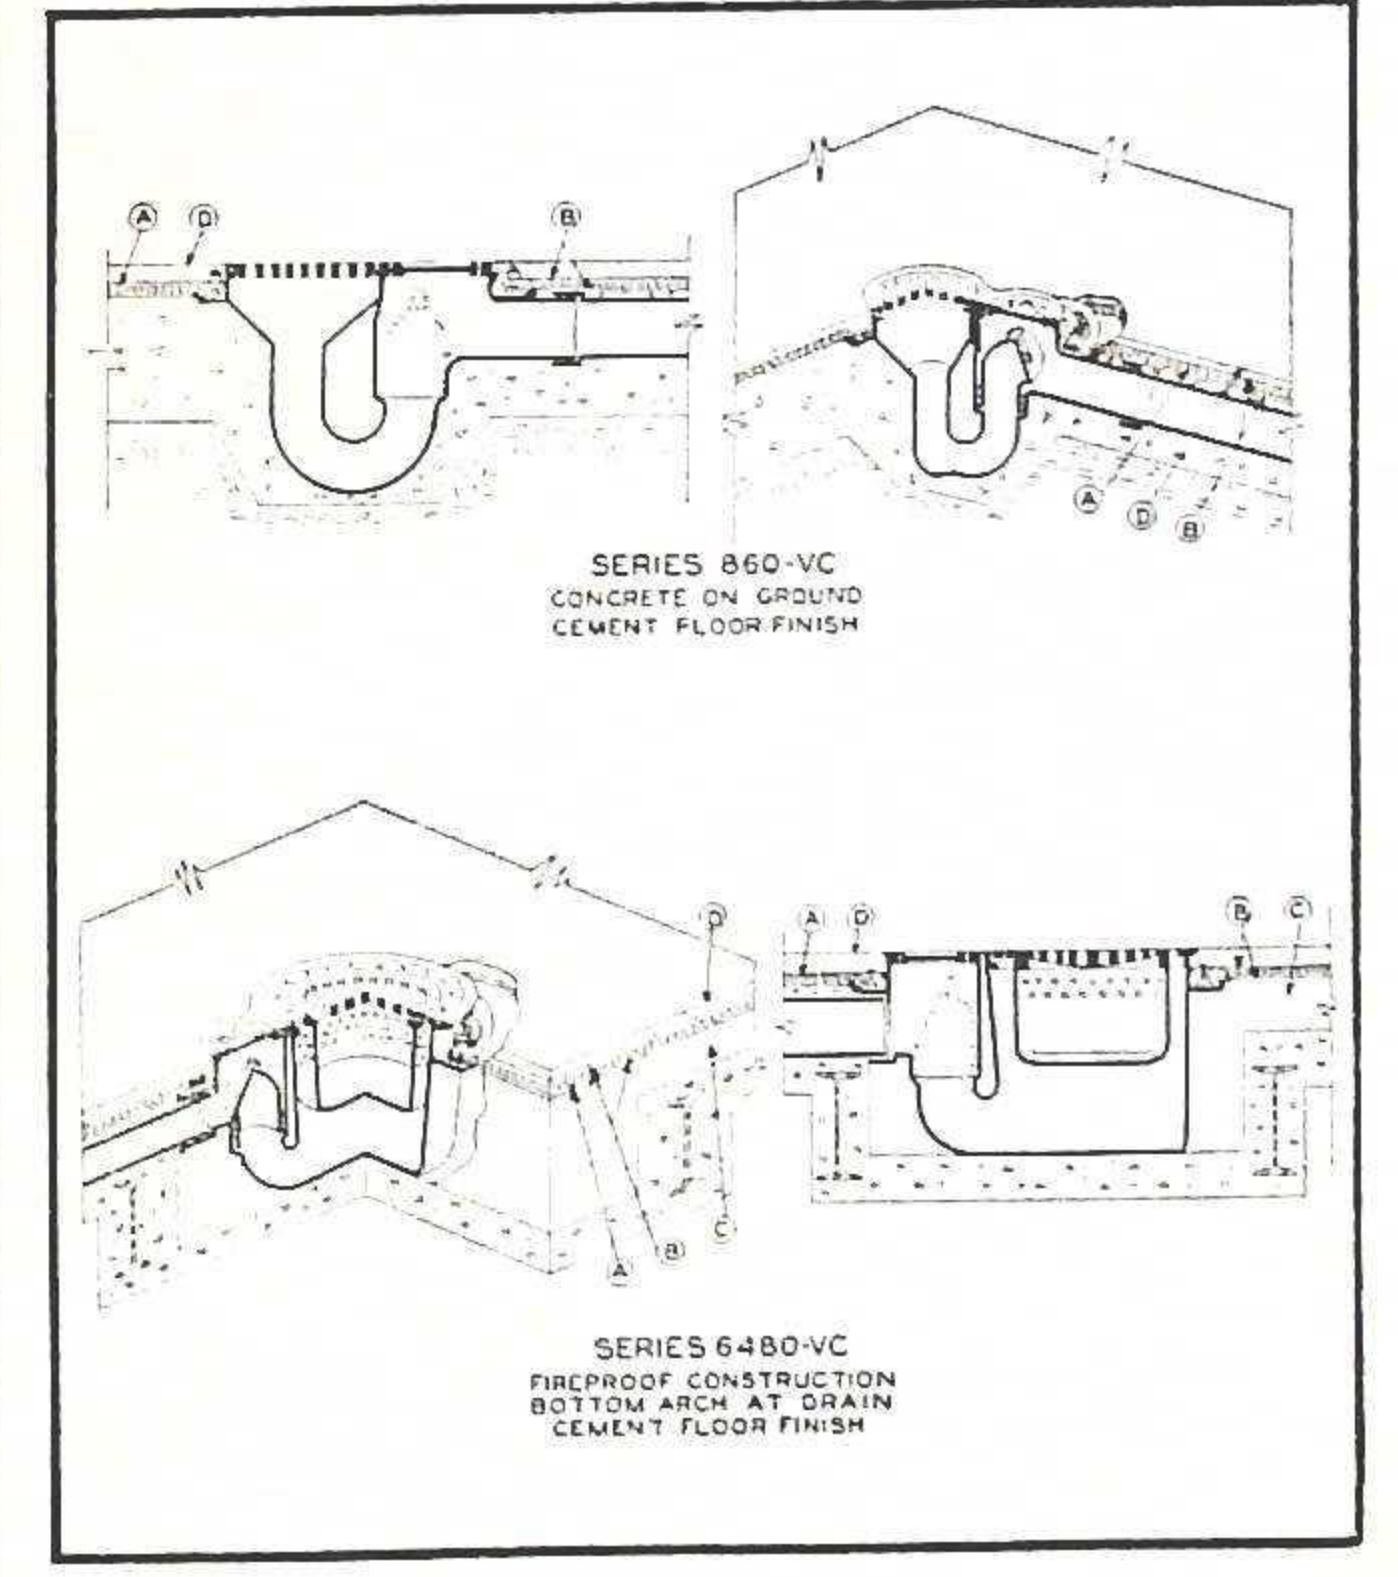 A D B
A
D
B
SERIES 860-VC
CONCRETE ON GROUND
CEMENT FLOOR FINISH
D
A
B
C
A D B C
SERIES 6480-VC
FIREPROOF CONSTRUCTION
BOTTOM ARCH AT DRAIN
CEMENT FLOOR FINISH